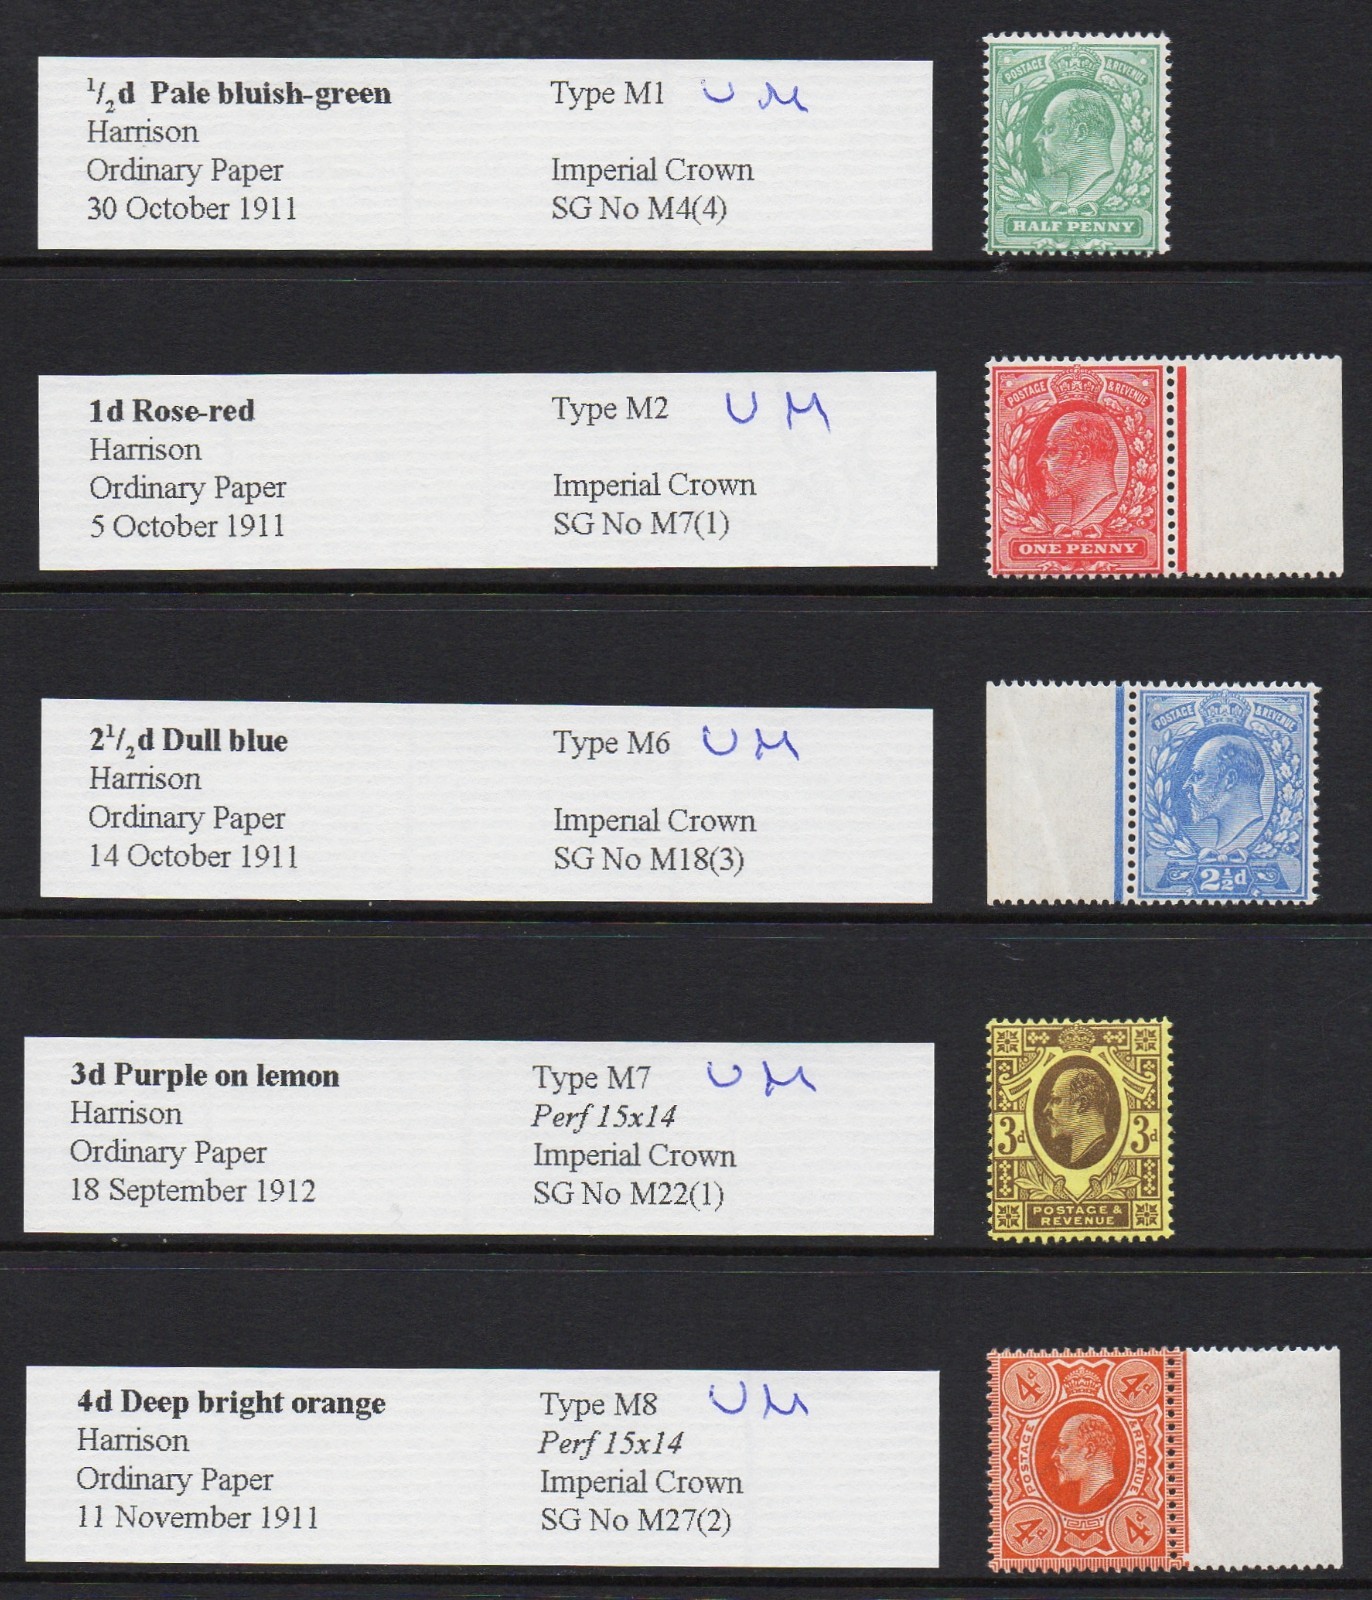 ½d Pale bluish-green Type M1 UM
Harrison
Ordinary Paper Imperial Crown
30 October 1911 SG No M4(4)
POSTAGE & REVENUE
HALF PENNY
1d Rose-red Type M2 UM
Harrison
Ordinary Paper Imperial Crown
5 October 1911 SG No M7(1)
POSTAGE & REVENUE
ONE PENNY
2½d Dull blue Type M6 UM
Harrison
Ordinary Paper Imperial Crown
14 October 1911 SG No M18(3)
POSTAGE & REVENUE
2½d
3d Purple on lemon Type M7 UM
Harrison Perf 15x14
Ordinary Paper Imperial Crown
18 September 1912 SG No M22(1)
3d 3d
POSTAGE &
REVENUE
4d Deep bright orange Type M8 UM
Harrison Perf 15x14
Ordinary Paper Imperial Crown
11 November 1911 SG No M27(2)
4d 4d
POSTAGE & REVENUE
4d 4d